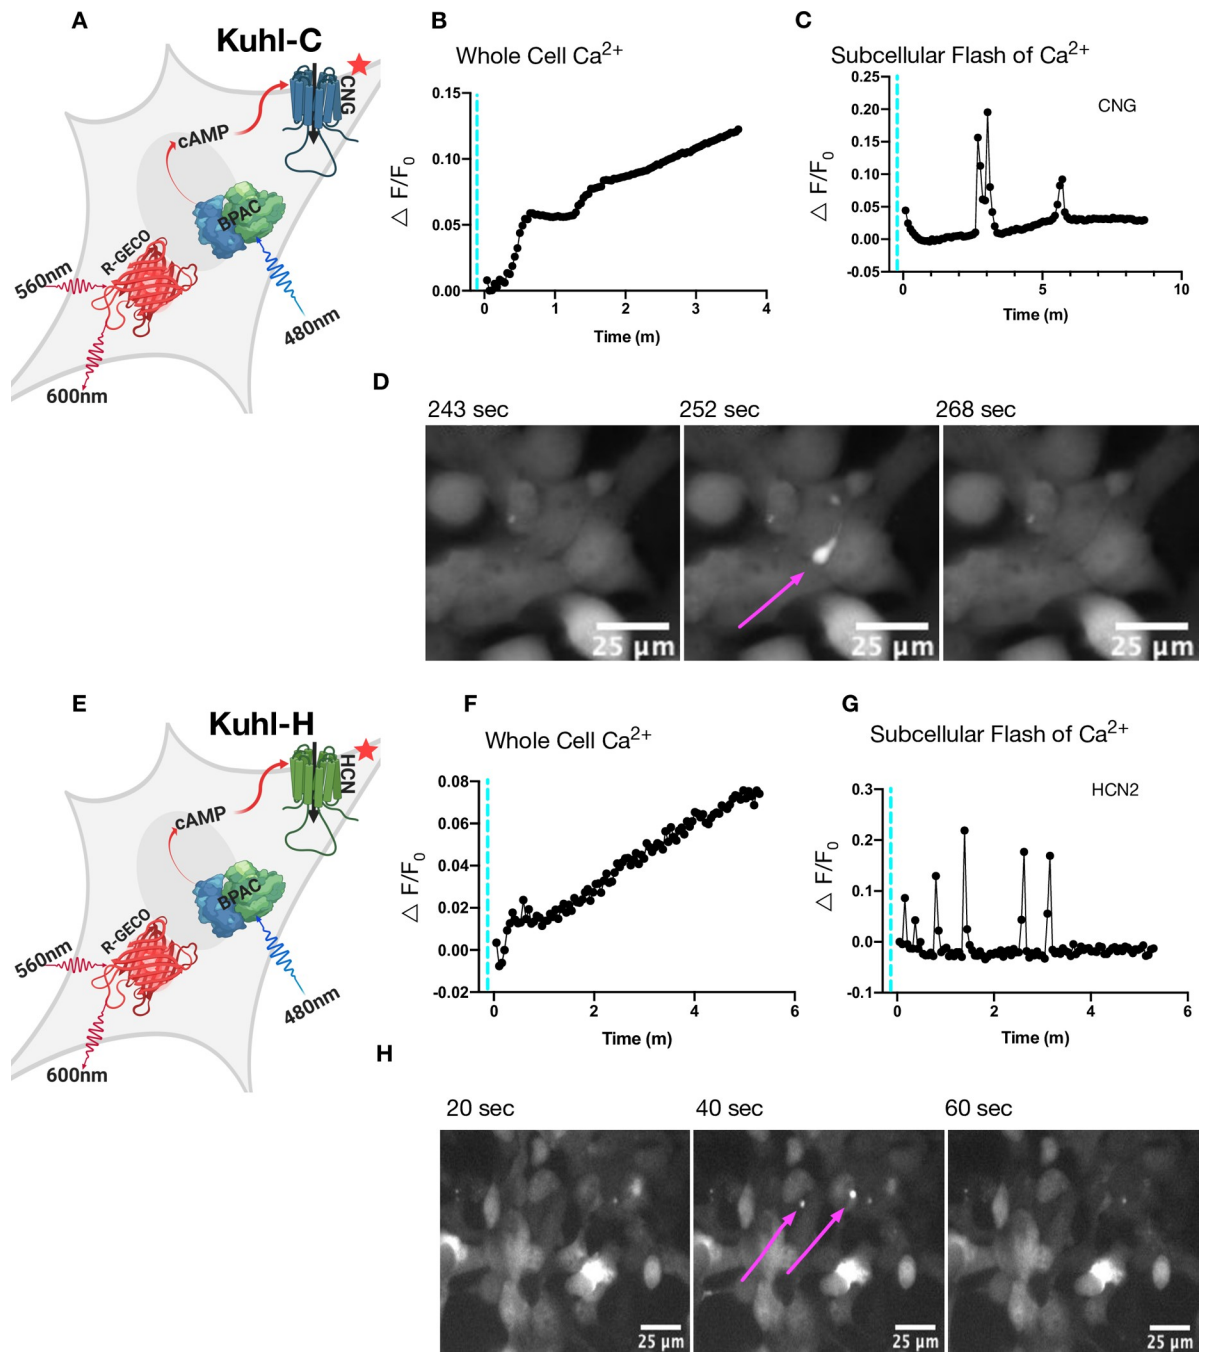 A
Kuhl-C
CNG
cAMP
BPAC
R-GECO
560nm
480nm
600nm
B
Whole Cell Ca2+
△ F/F0
0.15
0.10
0.05
0.00
0 1 2 3 4
Time (m)
C
Subcellular Flash of Ca2+
CNG
△ F/F0
0.25
0.20
0.15
0.10
0.05
0.00
-0.05
0 5 10
Time (m)
D
243 sec 252 sec 268 sec
25 µm 25 µm 25 µm
E
Kuhl-H
HCN
cAMP
BPAC
R-GECO
560nm
480nm
600nm
F
Whole Cell Ca2+
△ F/F0
0.08
0.06
0.04
0.02
0.00
-0.02
0 2 4 6
Time (m)
G
Subcellular Flash of Ca2+
HCN2
△ F/F0
0.3
0.2
0.1
0.0
-0.1
0 2 4 6
Time (m)
H
20 sec 40 sec 60 sec
25 µm 25 µm 25 µm